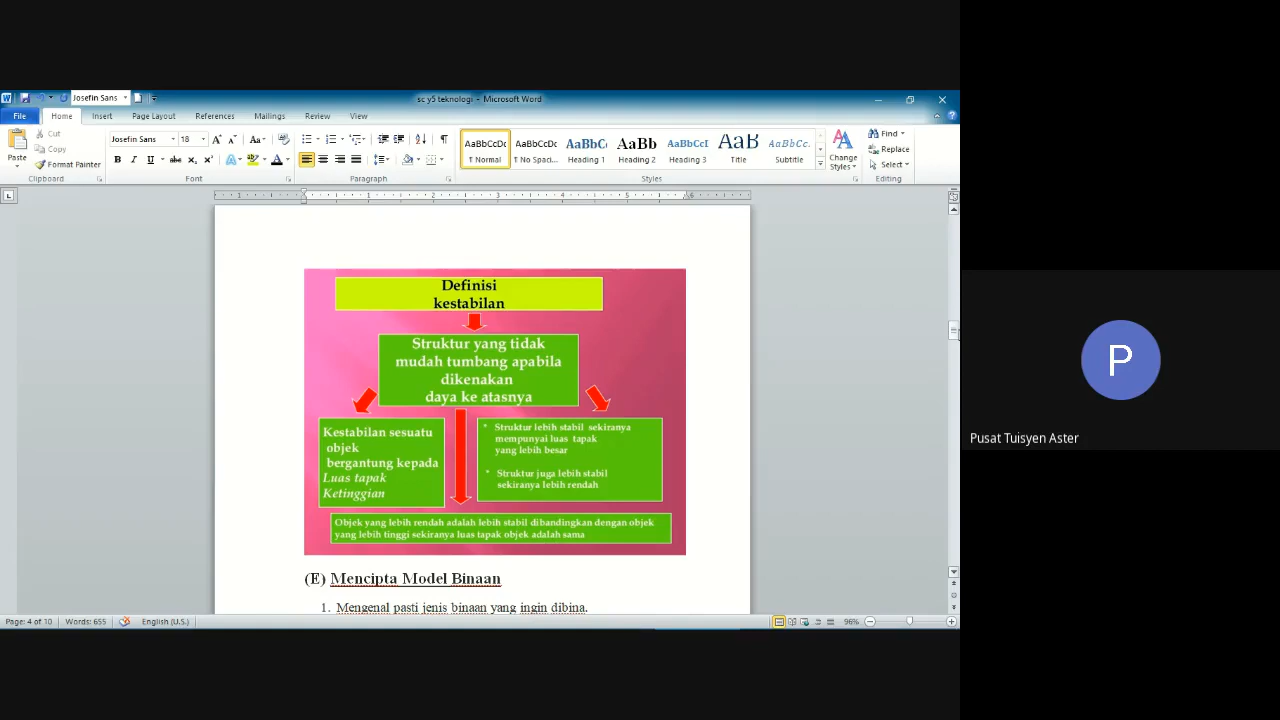 Josefin Sans
sc y5 teknologi - Microsoft Word
File Home Insert Page Layout References Mailings Review View
Cut
Copy
Format Painter
Paste
Clipboard
Josefin Sans 18
Font
Paragraph
AaBbCcDc AaBbCcDc AaBbC AaBb AaBbCcI AaB AaBbCc.
¶ Normal ¶ No Spaci... Heading 1 Heading 2 Heading 3 Title Subtitle
Styles
Change
Styles
Find
Replace
Select
Editing
Definisi
kestabilan
Struktur yang tidak
mudah tumbang apabila
dikenakan
daya ke atasnya
Kestabilan sesuatu
objek
bergantung kepada
Luas tapak
Ketinggian
* Struktur lebih stabil sekiranya
mempunyai luas tapak
yang lebih besar
* Struktur juga lebih stabil
sekiranya lebih rendah
Objek yang lebih rendah adalah lebih stabil dibandingkan dengan objek
yang lebih tinggi sekiranya luas tapak objek adalah sama
(E) Mencipta Model Binaan
1. Mengenal pasti jenis binaan yang ingin dibina.
Page: 4 of 10 Words: 655 English (U.S.) 96%
P
Pusat Tuisyen Aster